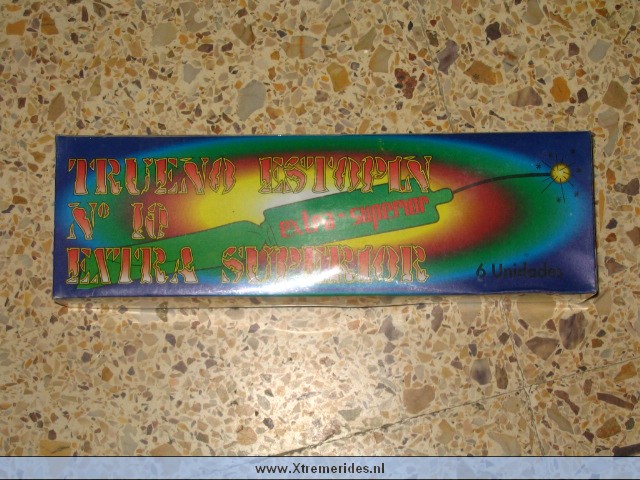 TRUENO ESTOPIN
Nº 10
extra-superior
EXTRA SUPERIOR
6 Unidades
www.Xtremerides.nl